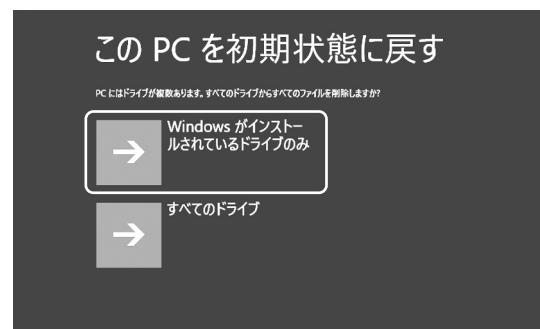 この PC を初期状態に戻す
PC にはドライブが複数あります。すべてのドライブからすべてのファイルを削除しますか?
Windows がインストー
ルされているドライブのみ
すべてのドライブ